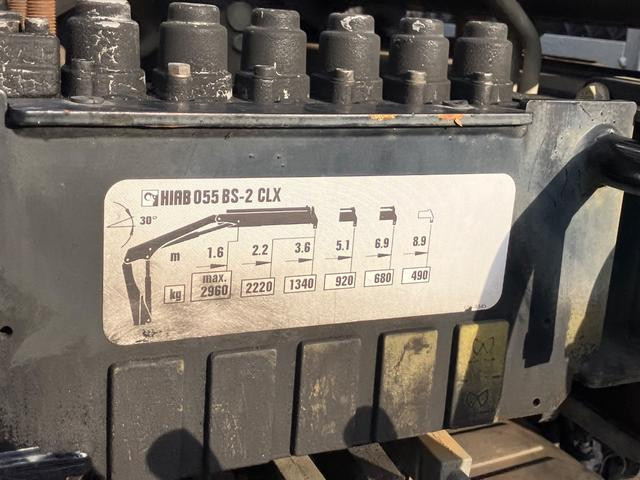 HIAB 055 BS-2 CLX
30°
m 1.6 2.2 3.6 5.1 6.9 8.9
kg max. 2960 2220 1340 920 680 490